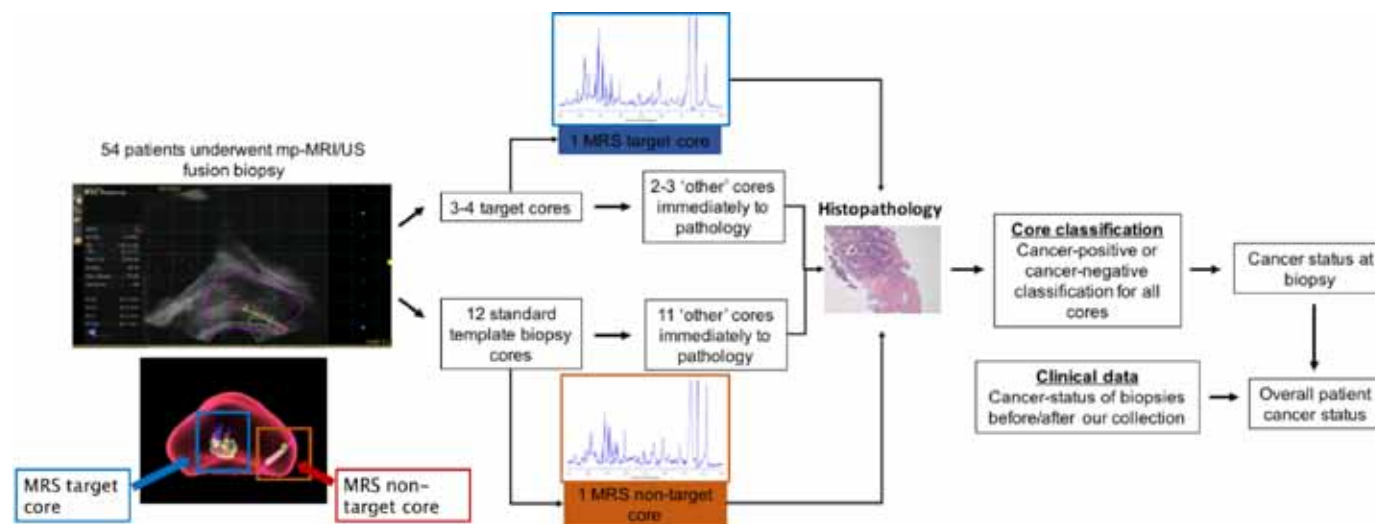 54 patients underwent mp-MRI/US
fusion biopsy
1 MRS target core
3-4 target cores
2-3 'other' cores
immediately to
pathology
12 standard
template biopsy
cores
11 'other' cores
immediately to
pathology
1 MRS non-target
core
MRS target
core
MRS non-
target core
Histopathology
Core classification
Cancer-positive or
cancer-negative
classification for all
cores
Cancer status at
biopsy
Clinical data
Cancer-status of biopsies
before/after our collection
Overall patient
cancer status